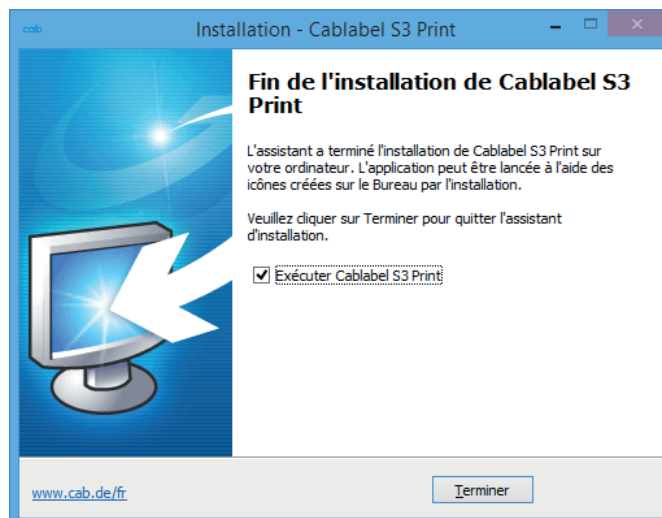 cab
Installation - Cablabel S3 Print
Fin de l'installation de Cablabel S3
Print
L'assistant a terminé l'installation de Cablabel S3 Print sur
votre ordinateur. L'application peut être lancée à l'aide des
icônes créées sur le Bureau par l'installation.
Veuillez cliquer sur Terminer pour quitter l'assistant
d'installation.
Exécuter Cablabel S3 Print
www.cab.de/fr
Terminer